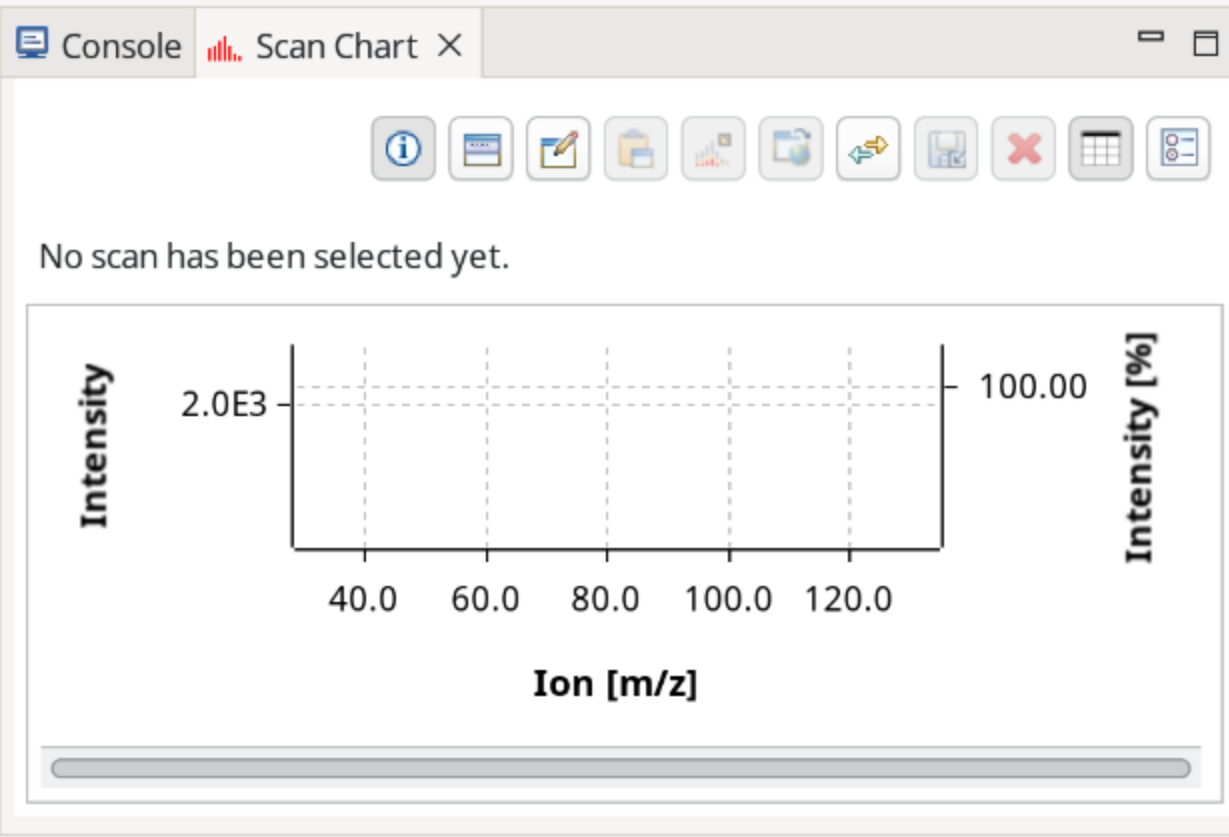 Console
Scan Chart
No scan has been selected yet.
Intensity
2.0E3
100.00
Intensity [%]
40.0 60.0 80.0 100.0 120.0
Ion [m/z]